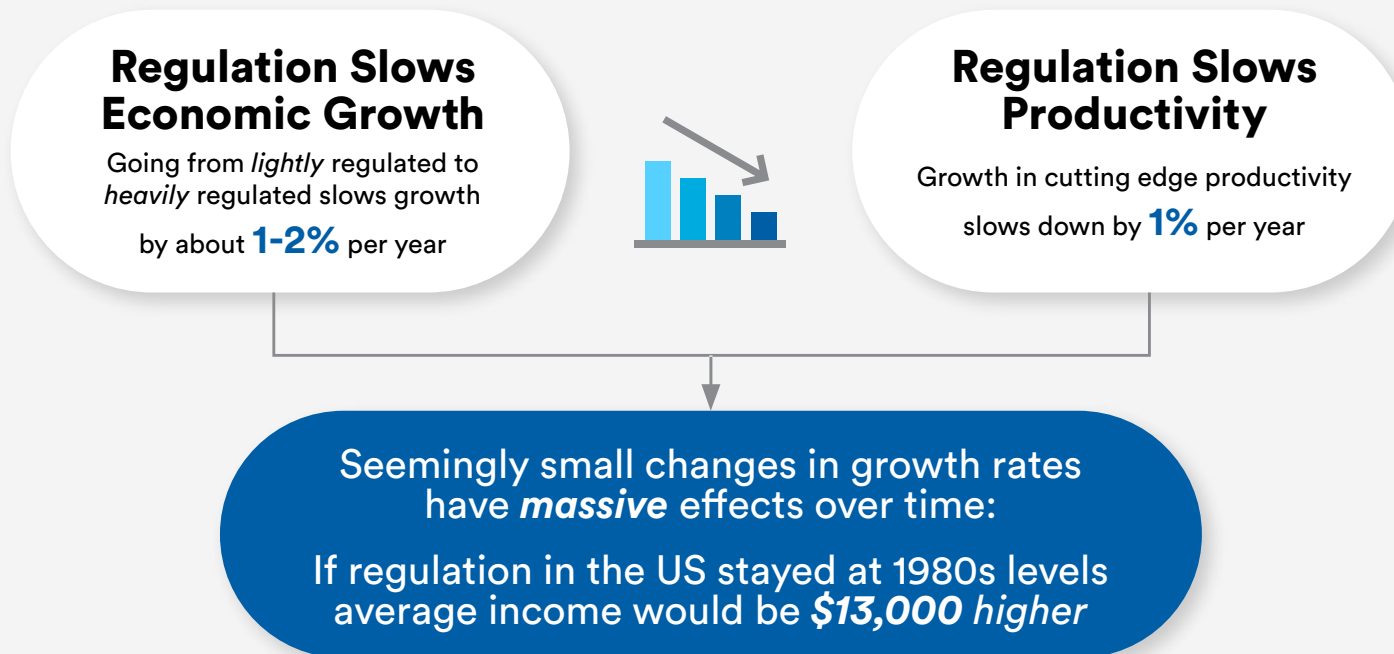 Regulation Slows
Economic Growth
Going from lightly regulated to
heavily regulated slows growth
by about 1-2% per year
Regulation Slows
Productivity
Growth in cutting edge productivity
slows down by 1% per year
Seemingly small changes in growth rates
have massive effects over time:
If regulation in the US stayed at 1980s levels
average income would be $13,000 higher